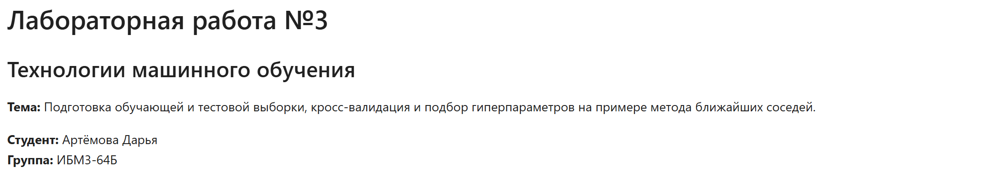 Лабораторная работа №3
Технологии машинного обучения
Тема: Подготовка обучающей и тестовой выборки, кросс-валидация и подбор гиперпараметров на примере метода ближайших соседей.
Студент: Артёмова Дарья
Группа: ИБМ3-64Б